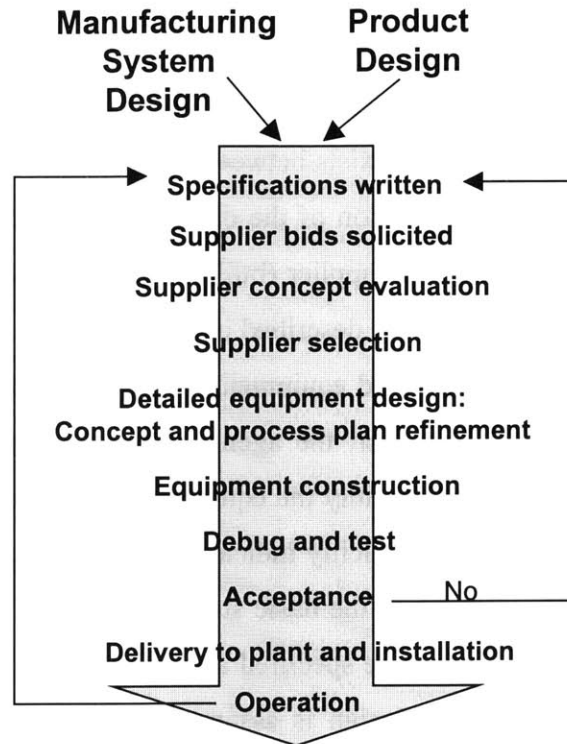 Manufacturing
System
Design
Product
Design
Specifications written
Supplier bids solicited
Supplier concept evaluation
Supplier selection
Detailed equipment design:
Concept and process plan refinement
Equipment construction
Debug and test
Acceptance
No
Delivery to plant and installation
Operation